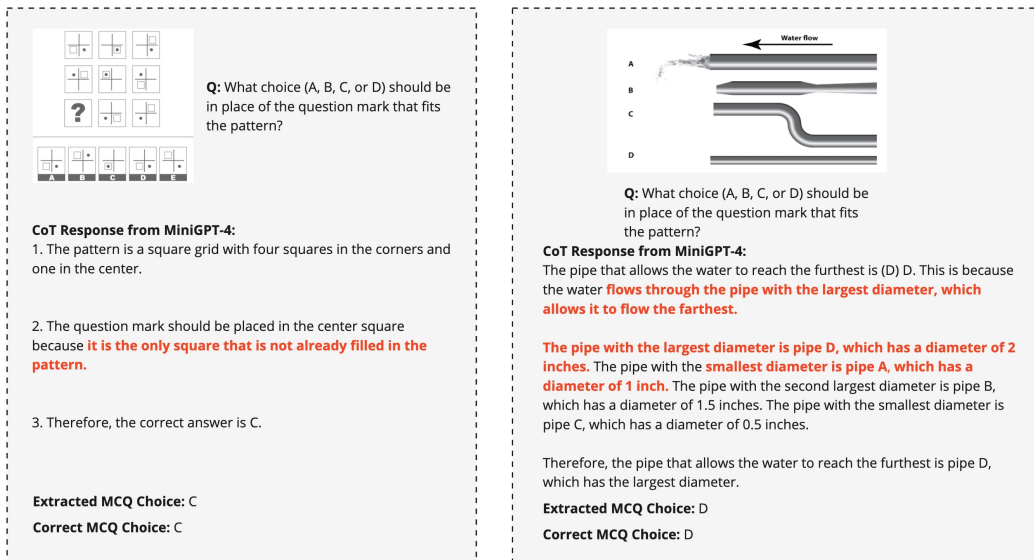 ?
A B C D E
Q: What choice (A, B, C, or D) should be
in place of the question mark that fits
the pattern?
CoT Response from MiniGPT-4:
1. The pattern is a square grid with four squares in the corners and
one in the center.
2. The question mark should be placed in the center square
because it is the only square that is not already filled in the
pattern.
3. Therefore, the correct answer is C.
Extracted MCQ Choice: C
Correct MCQ Choice: C
Water flow
A
B
C
D
Q: What choice (A, B, C, or D) should be
in place of the question mark that fits
the pattern?
CoT Response from MiniGPT-4:
The pipe that allows the water to reach the furthest is (D) D. This is because
the water flows through the pipe with the largest diameter, which
allows it to flow the farthest.
The pipe with the largest diameter is pipe D, which has a diameter of 2
inches. The pipe with the smallest diameter is pipe A, which has a
diameter of 1 inch. The pipe with the second largest diameter is pipe B,
which has a diameter of 1.5 inches. The pipe with the smallest diameter is
pipe C, which has a diameter of 0.5 inches.
Therefore, the pipe that allows the water to reach the furthest is pipe D,
which has the largest diameter.
Extracted MCQ Choice: D
Correct MCQ Choice: D